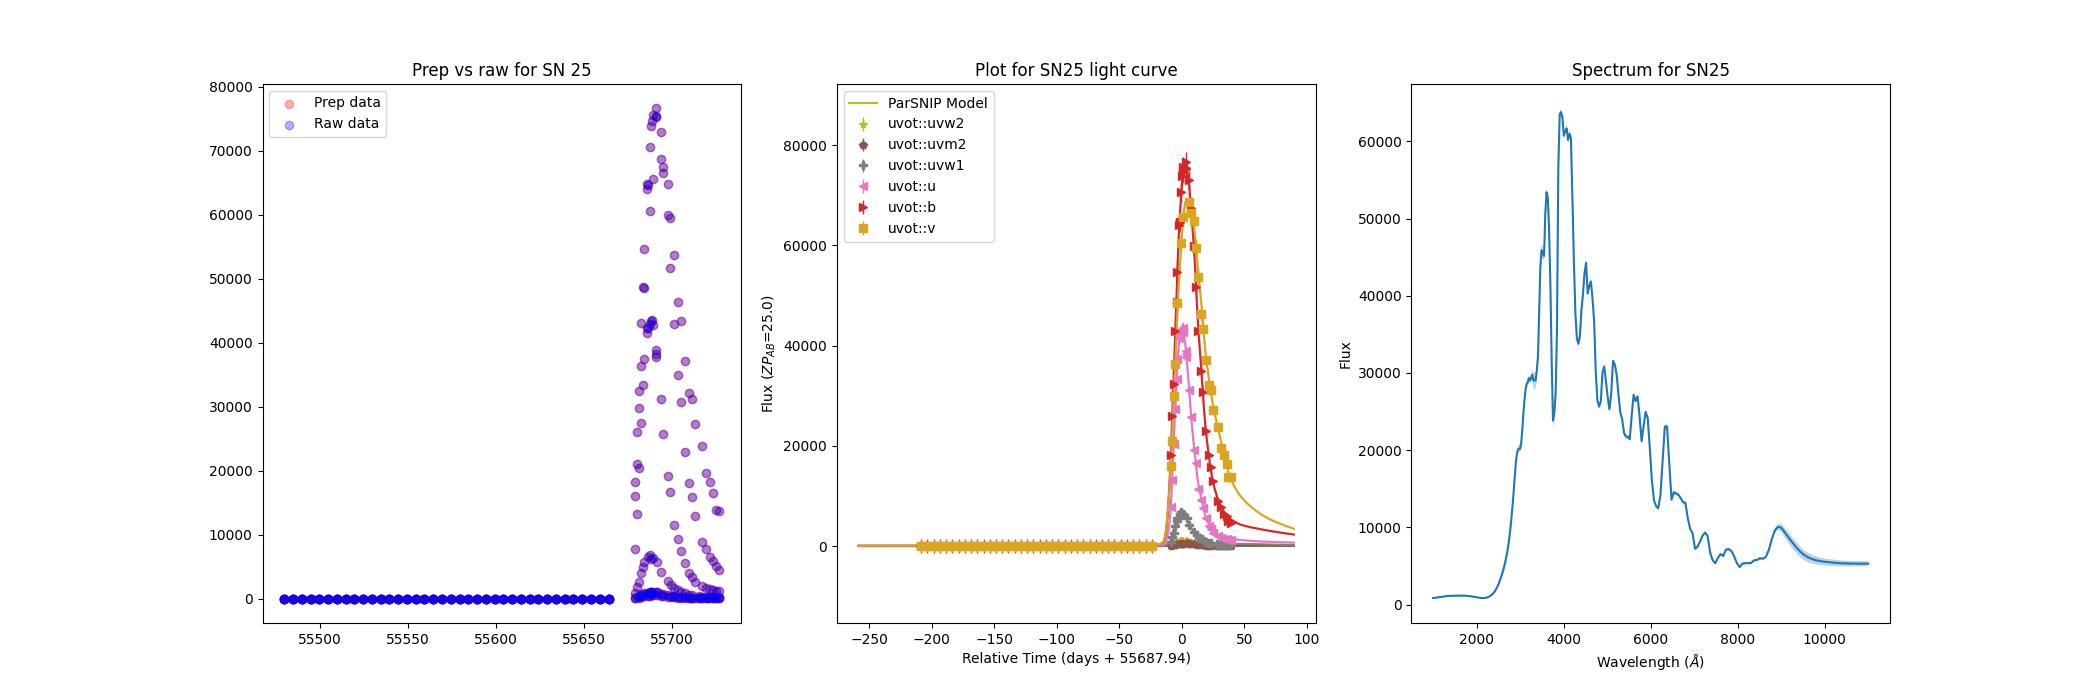 Prep vs raw for SN 25
80000
70000
60000
50000
40000
30000
20000
10000
0
55500
55550
55600
55650
55700
Prep data
Raw data
Plot for SN25 light curve
Flux (ZP_AB=25.0)
80000
60000
40000
20000
0
−250
−200
−150
−100
−50
0
50
100
Relative Time (days + 55687.94)
ParSNIP Model
uvot::uvw2
uvot::uvm2
uvot::uvw1
uvot::u
uvot::b
uvot::v
Spectrum for SN25
Flux
60000
50000
40000
30000
20000
10000
0
2000
4000
6000
8000
10000
Wavelength (Å)